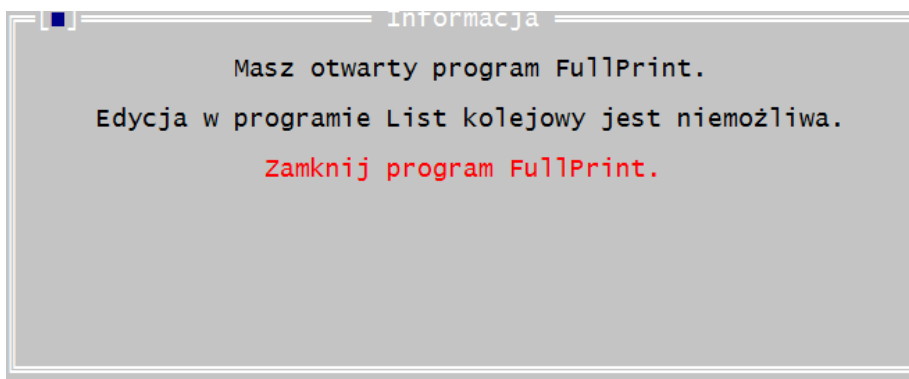 Informacja
Masz otwarty program FullPrint.
Edycja w programie List kolejowy jest niemożliwa.
Zamknij program FullPrint.